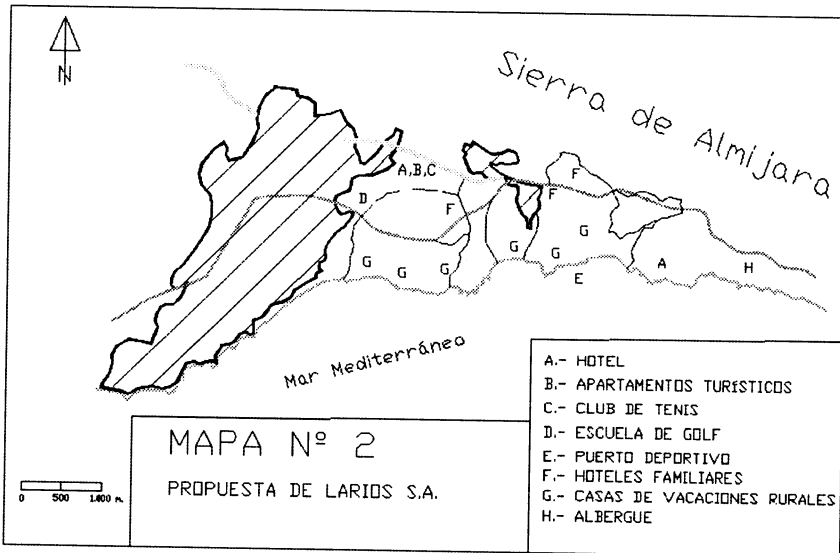 N
Sierra de Almijara
A,B,C
F
D
F
F
G
G
G
G
G
G
E
A
H
Mar Mediterráneo
MAPA Nº 2
PROPUESTA DE LARIOS S.A.
0 500 1.000 m.
A.- HOTEL
B.- APARTAMENTOS TURÍSTICOS
C.- CLUB DE TENIS
D.- ESCUELA DE GOLF
E.- PUERTO DEPORTIVO
F.- HOTELES FAMILIARES
G.- CASAS DE VACACIONES RURALES
H.- ALBERGUE